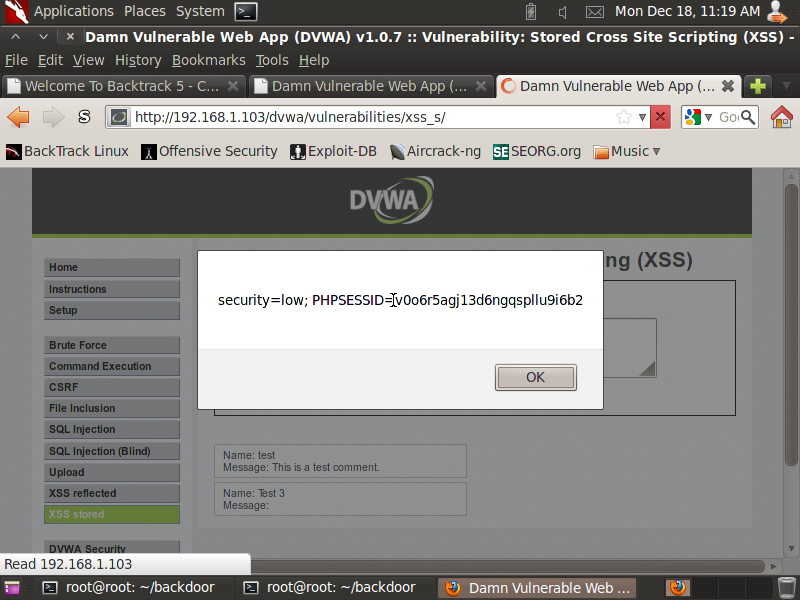 Applications Places System Mon Dec 18, 11:19 AM
Damn Vulnerable Web App (DVWA) v1.0.7 :: Vulnerability: Stored Cross Site Scripting (XSS) -
File Edit View History Bookmarks Tools Help
Welcome To Backtrack 5 - C... Damn Vulnerable Web App (... Damn Vulnerable Web App (...
http://192.168.1.103/dvwa/vulnerabilities/xss_s/ Go
BackTrack Linux Offensive Security Exploit-DB Aircrack-ng SEORG.org Music
DVWA
ng (XSS)
Home
Instructions
Setup
security=low; PHPSESSID=v0o6r5agj13d6ngqspllu9i6b2
OK
Brute Force
Command Execution
CSRF
File Inclusion
SQL Injection
SQL Injection (Blind)
Upload
XSS reflected
XSS stored
DVWA Security
Name: test
Message: This is a test comment.
Name: Test 3
Message:
Read 192.168.1.103
root@root: ~/backdoor root@root: ~/backdoor Damn Vulnerable Web ...